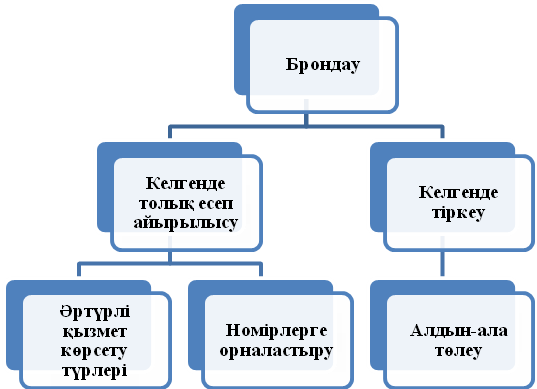 Брондау
Келгенде
толық есеп
айырылысу
Келгенде
тіркеу
Әртүрлі
қызмет
көрсету
түрлері
Номірлерге
орналастыру
Алдын-ала
төлеу